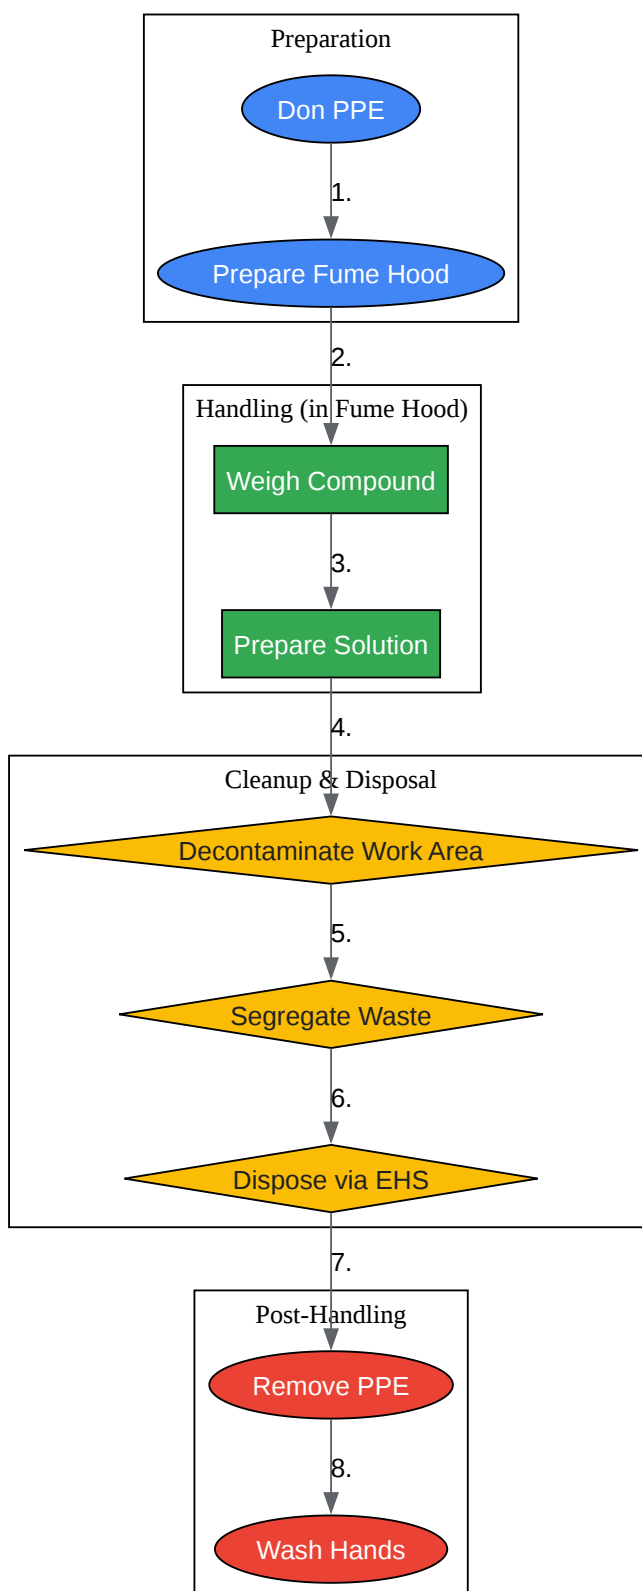 Preparation
Don PPE
1.
Prepare Fume Hood
2.
Handling (in Fume Hood)
Weigh Compound
3.
Prepare Solution
4.
Cleanup & Disposal
Decontaminate Work Area
5.
Segregate Waste
6.
Dispose via EHS
7.
Post-Handling
Remove PPE
8.
Wash Hands